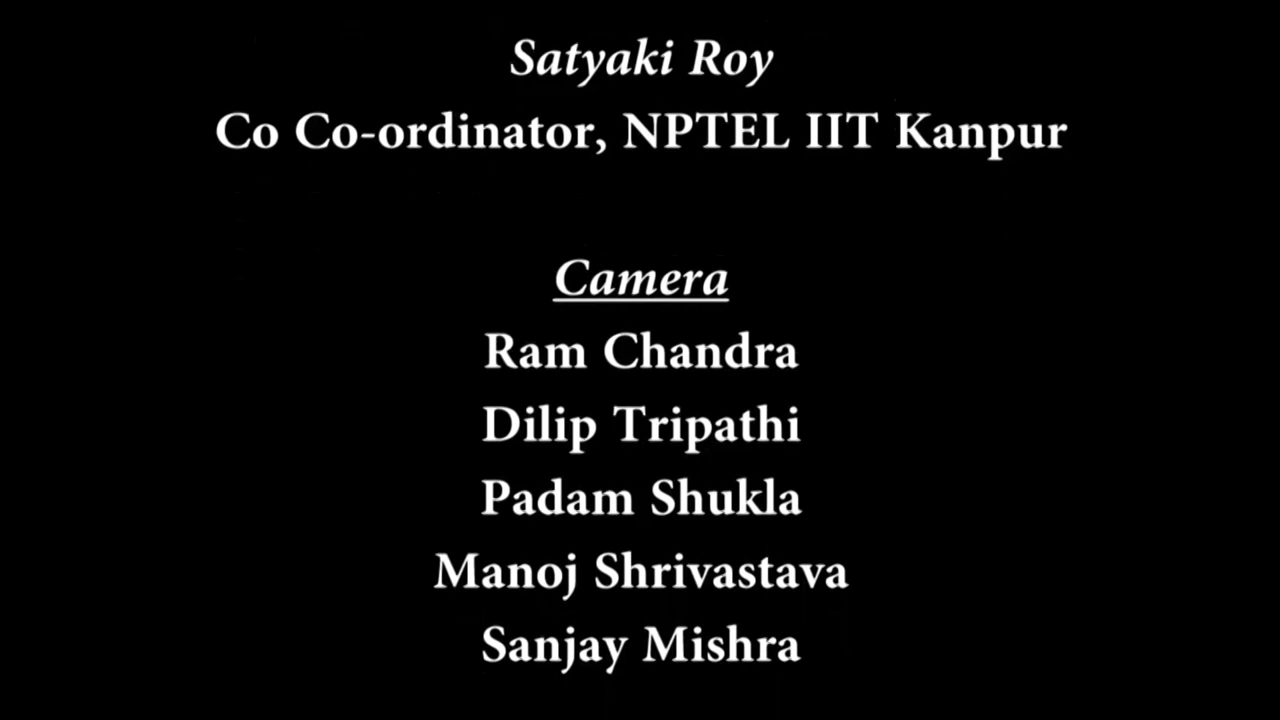 Satyaki Roy
Co Co-ordinator, NPTEL IIT Kanpur
Camera
Ram Chandra
Dilip Tripathi
Padam Shukla
Manoj Shrivastava
Sanjay Mishra